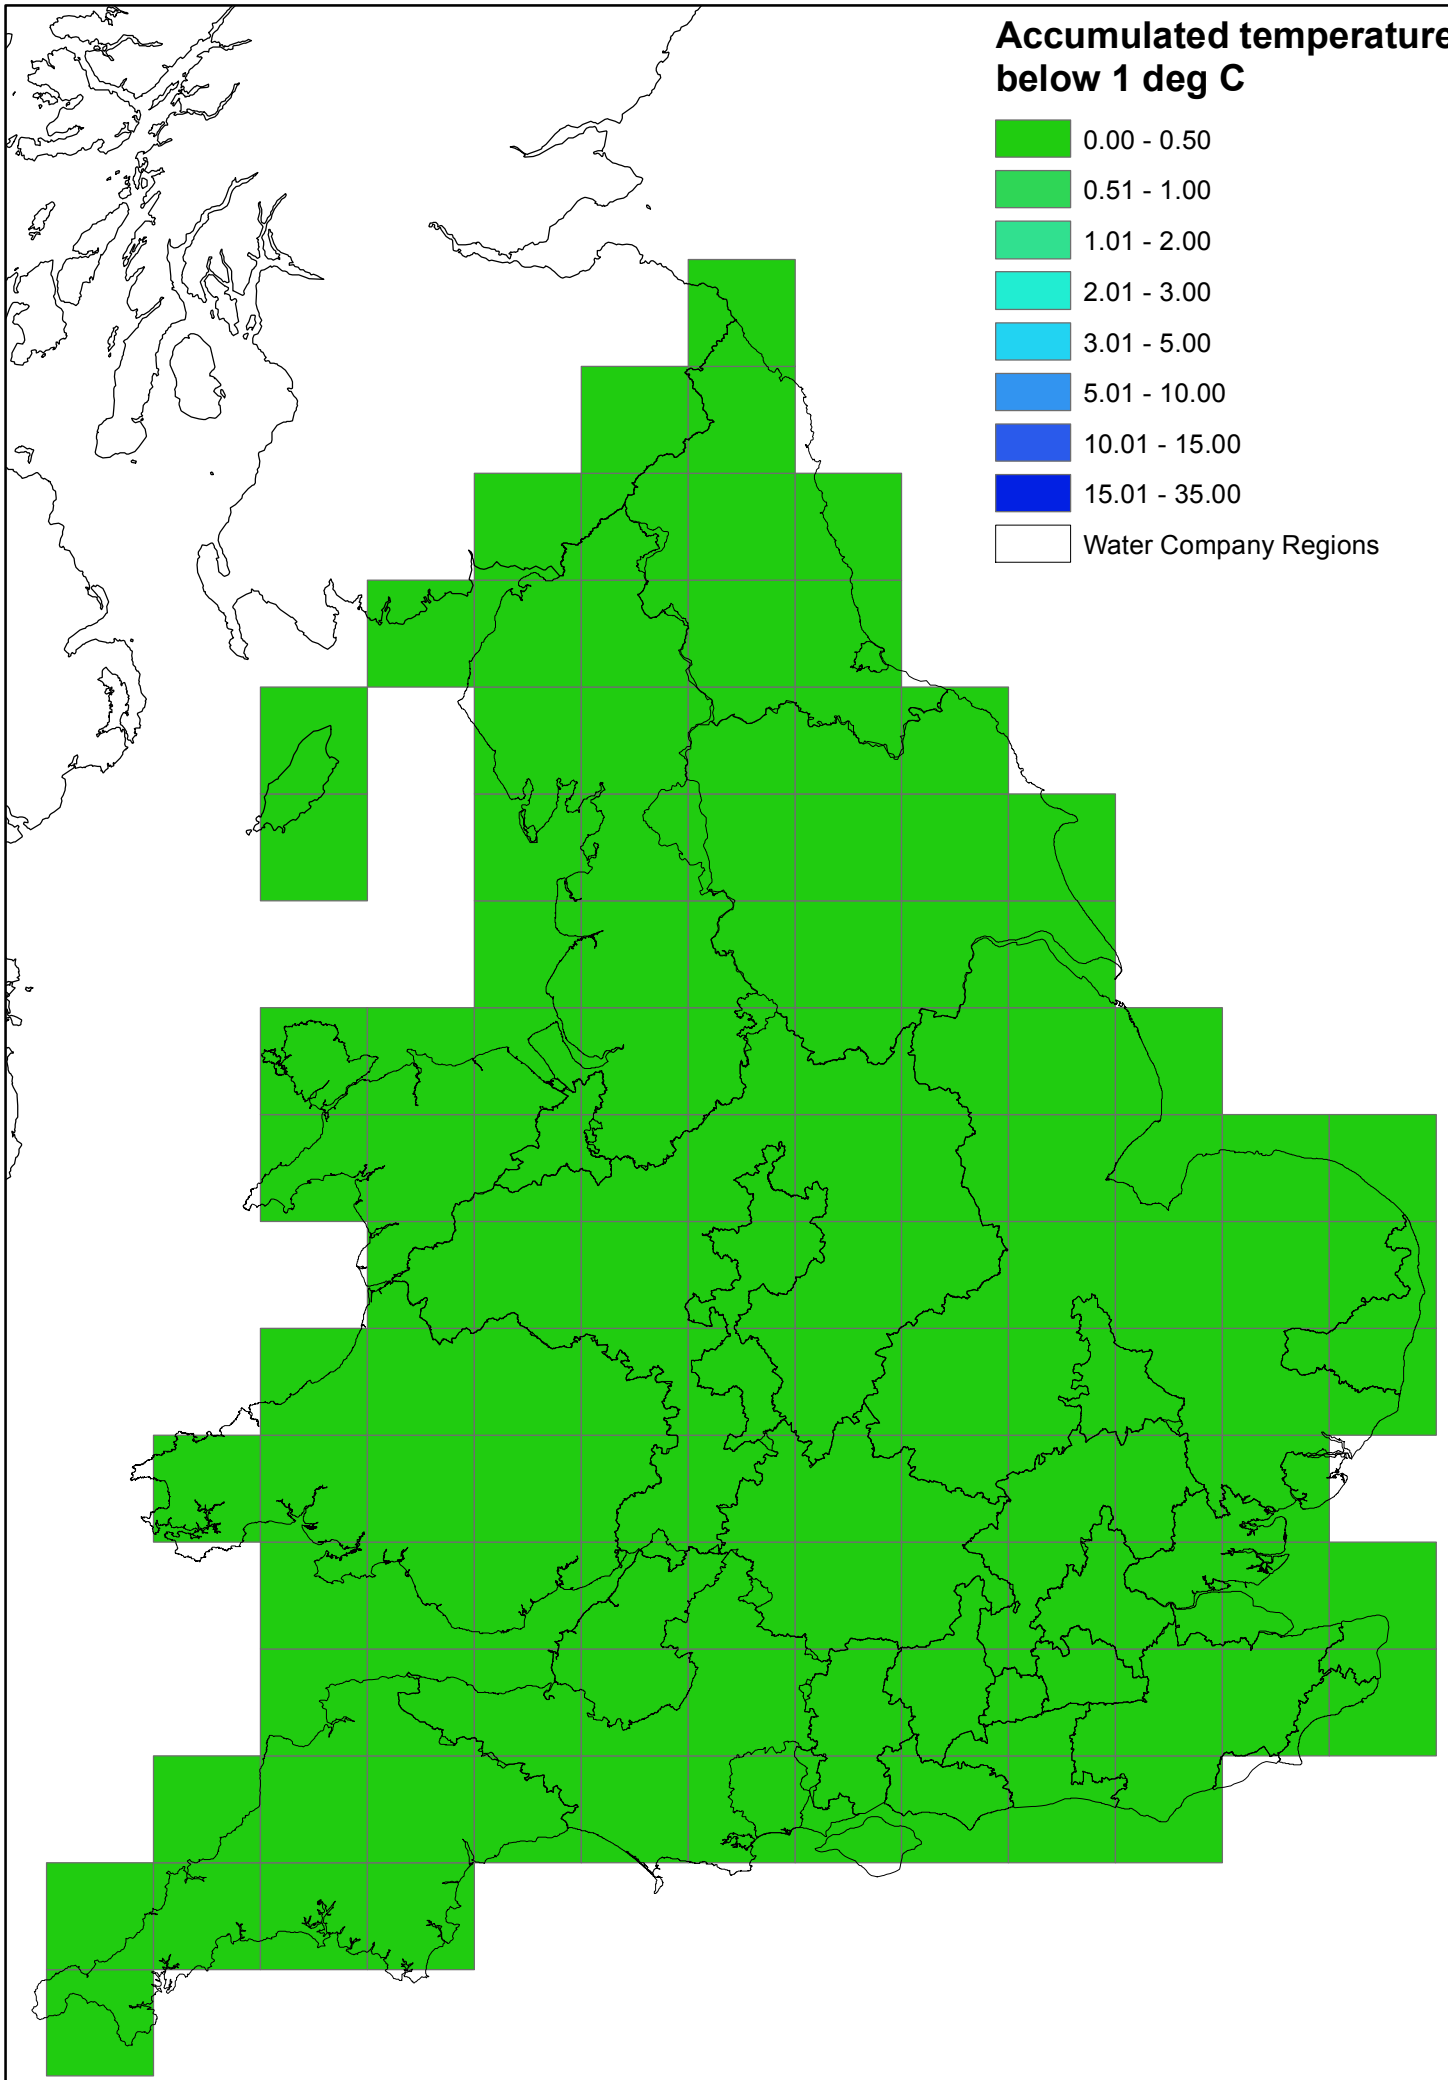 Accumulated temperature
below 1 deg C
0.00 - 0.50
0.51 - 1.00
1.01 - 2.00
2.01 - 3.00
3.01 - 5.00
5.01 - 10.00
10.01 - 15.00
15.01 - 35.00
Water Company Regions